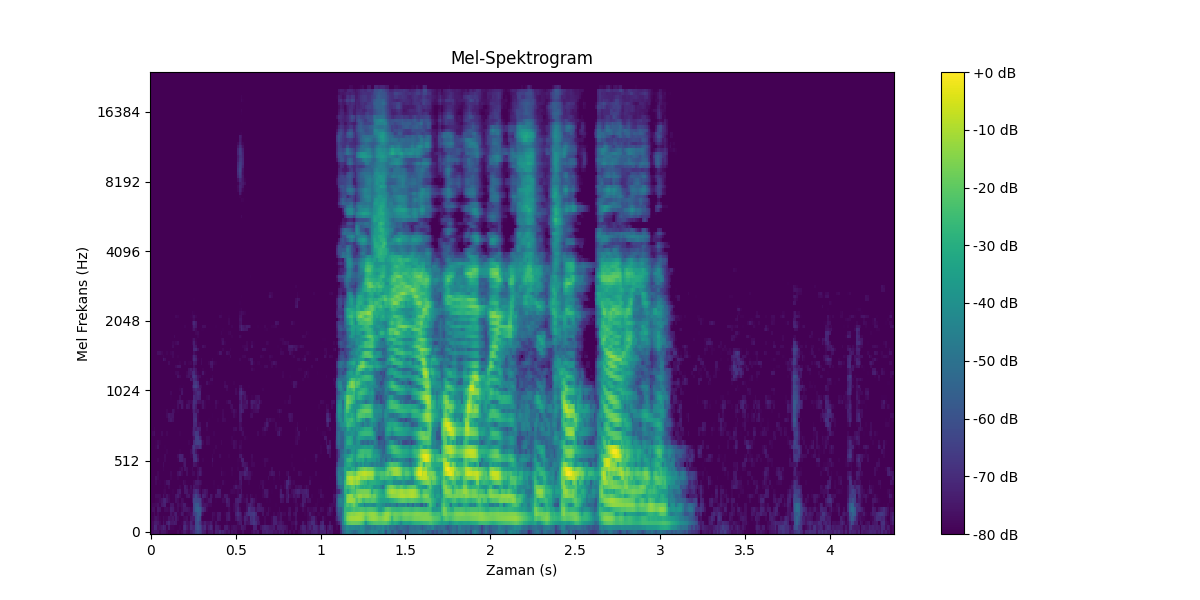 Mel-Spektrogram
Mel Frekans (Hz)
16384
8192
4096
2048
1024
512
0
0 0.5 1 1.5 2 2.5 3 3.5 4
Zaman (s)
+0 dB
-10 dB
-20 dB
-30 dB
-40 dB
-50 dB
-60 dB
-70 dB
-80 dB